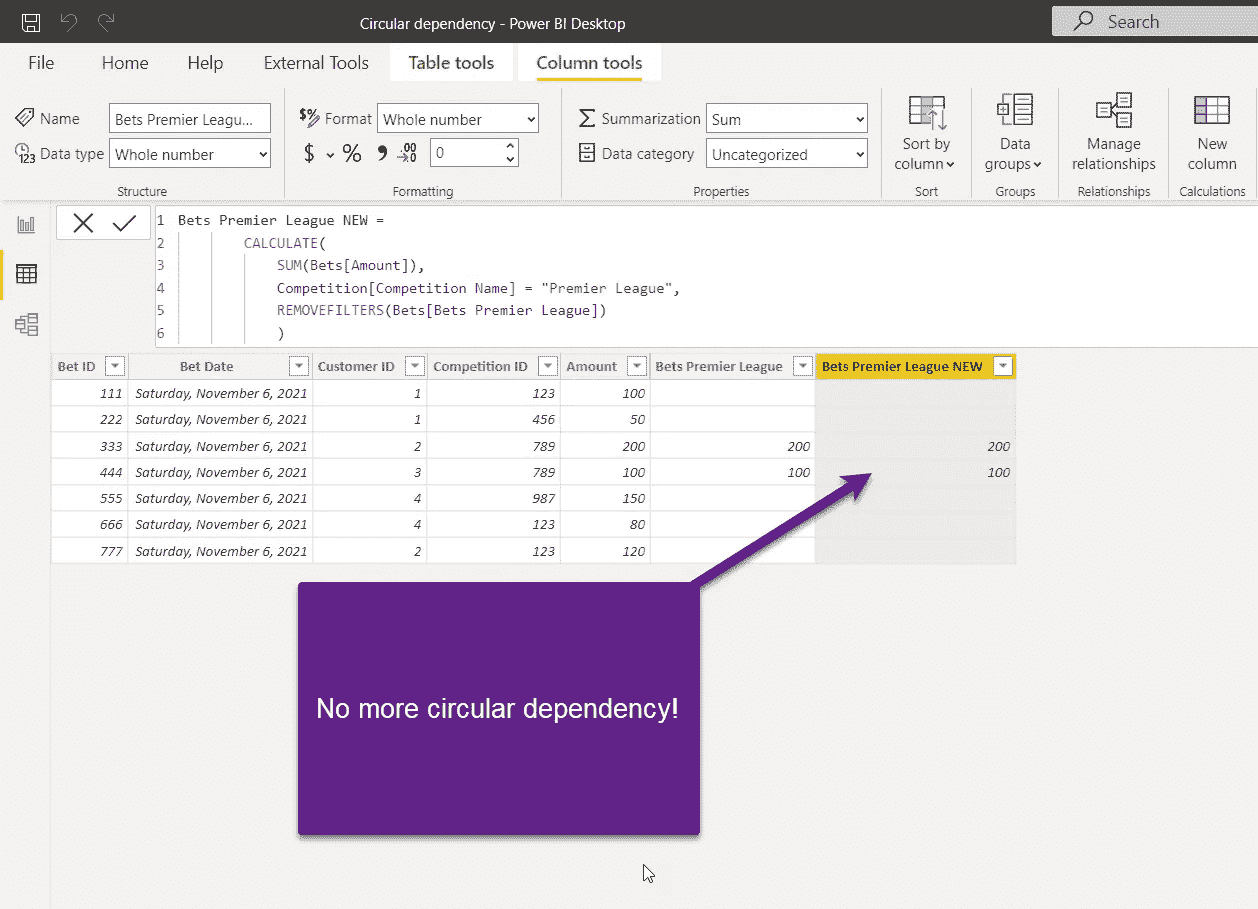 Circular dependency - Power BI Desktop
Search
File Home Help External Tools Table tools Column tools
Name Bets Premier Leagu... $% Format Whole number Σ Summarization Sum
123 Data type Whole number $ % , .00 0 Data category Uncategorized
Sort by column
Data groups
Manage relationships
New column
Structure Formatting Properties Sort Groups Relationships Calculations
1 Bets Premier League NEW =
2 CALCULATE(
3 SUM(Bets[Amount]),
4 Competition[Competition Name] = "Premier League",
5 REMOVEFILTERS(Bets[Bets Premier League])
6 )
Bet ID Bet Date Customer ID Competition ID Amount Bets Premier League Bets Premier League NEW
111 Saturday, November 6, 2021 1 123 100
222 Saturday, November 6, 2021 1 456 50
333 Saturday, November 6, 2021 2 789 200 200 200
444 Saturday, November 6, 2021 3 789 100 100 100
555 Saturday, November 6, 2021 4 987 150
666 Saturday, November 6, 2021 4 123 80
777 Saturday, November 6, 2021 2 123 120
No more circular dependency!